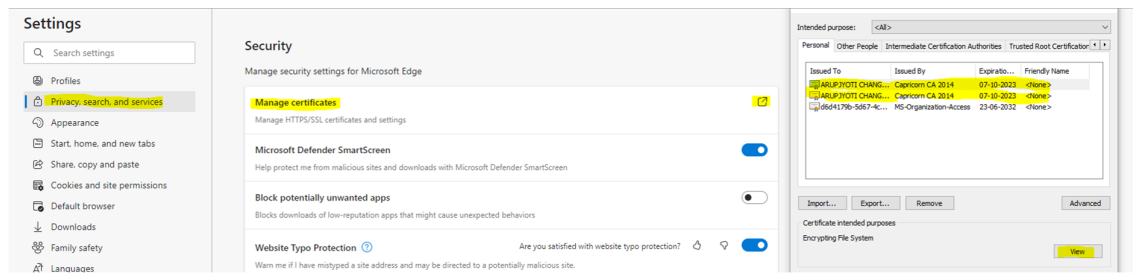 Settings
Search settings
Profiles
Privacy, search, and services
Appearance
Start, home, and new tabs
Share, copy and paste
Cookies and site permissions
Default browser
Downloads
Family safety
Languages
Security
Manage security settings for Microsoft Edge
Manage certificates
Manage HTTPS/SSL certificates and settings
Microsoft Defender SmartScreen
Help protect me from malicious sites and downloads with Microsoft Defender SmartScreen
Block potentially unwanted apps
Blocks downloads of low-reputation apps that might cause unexpected behaviors
Website Typo Protection ? Are you satisfied with website typo protection?
Warn me if I have mistyped a site address and may be directed to a potentially malicious site.
Intended purpose: <All>
Personal Other People Intermediate Certification Authorities Trusted Root Certification
Issued To Issued By Expiratio... Friendly Name
ARUPJYOTI CHANG... Capricorn CA 2014 07-10-2023 <None>
ARUPJYOTI CHANG... Capricorn CA 2014 07-10-2023 <None>
d6d4179b-5d67-4c... MS-Organization-Access 23-06-2032 <None>
Import... Export... Remove Advanced
Certificate intended purposes
Encrypting File System
View